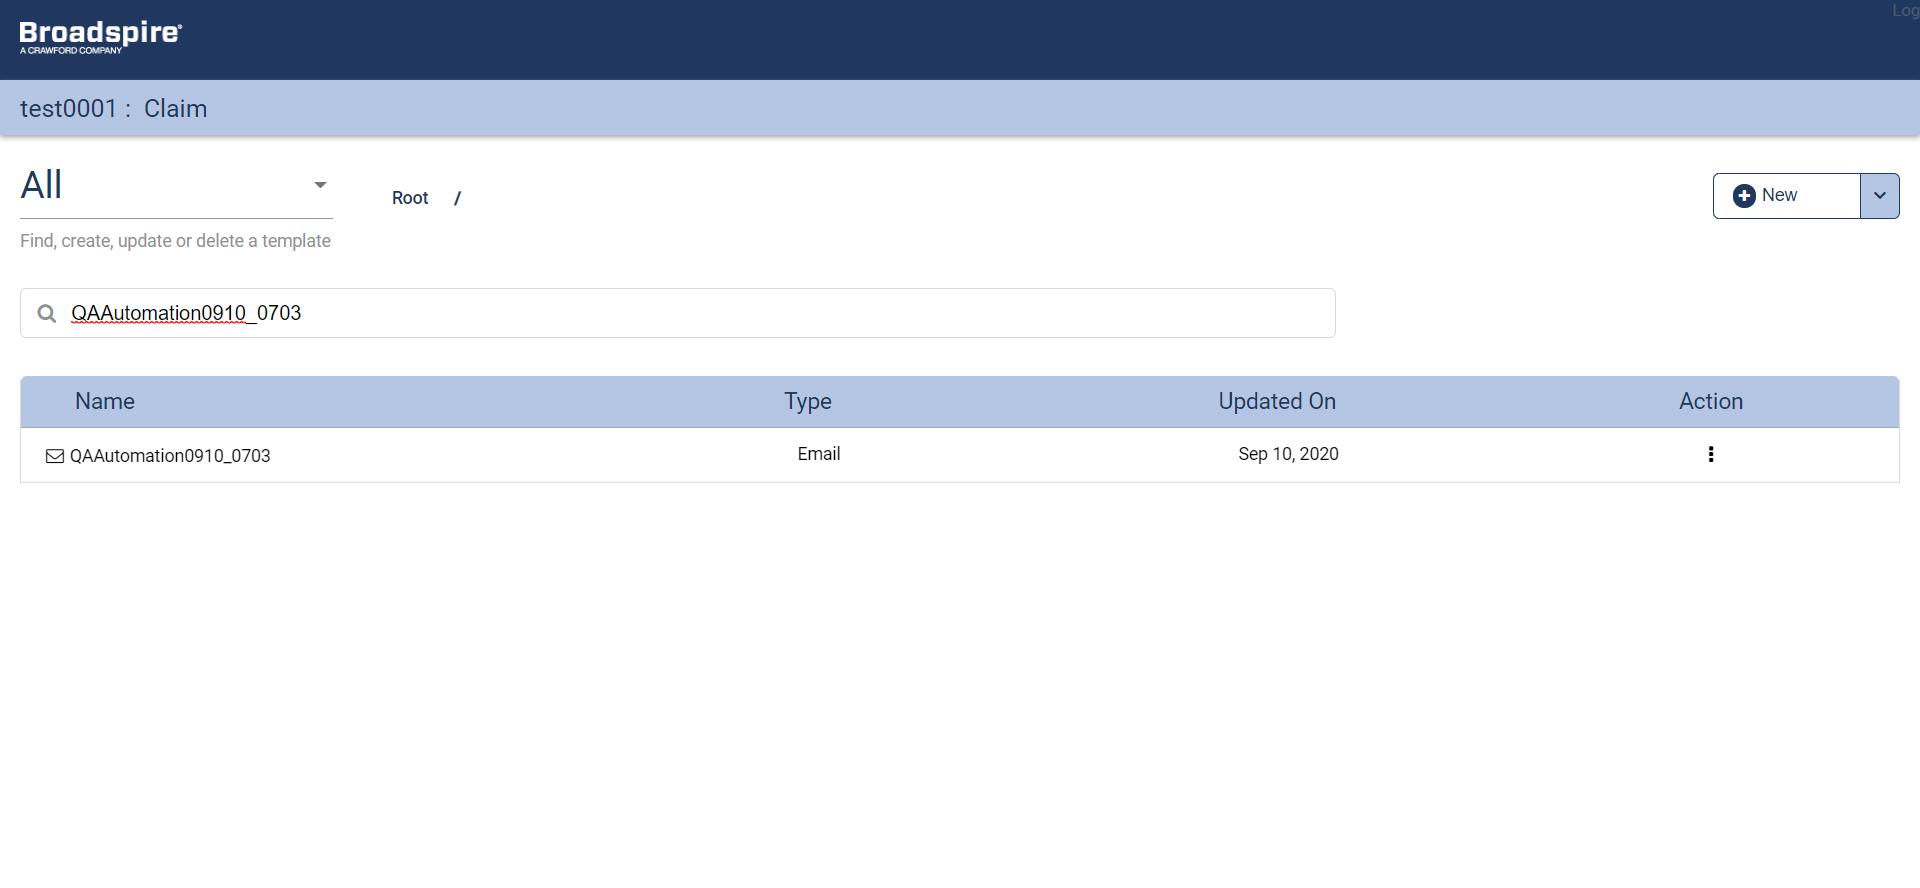 Log
Broadspire®
A CRAWFORD COMPANY
test0001 : Claim
All
Root /
New
Find, create, update or delete a template
QAAutomation0910_0703
Name Type Updated On Action
QAAutomation0910_0703 Email Sep 10, 2020